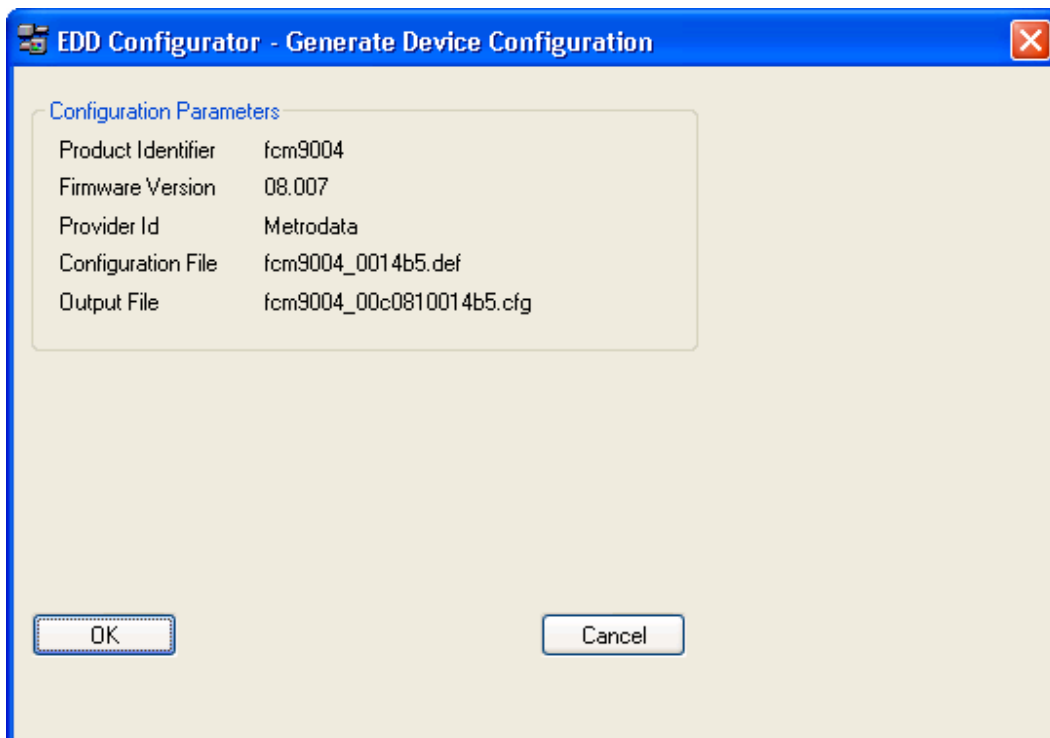 EDD Configurator - Generate Device Configuration
Configuration Parameters
Product Identifier fcm9004
Firmware Version 08.007
Provider Id Metrodata
Configuration File fcm9004_0014b5.def
Output File fcm9004_00c0810014b5.cfg
OK Cancel